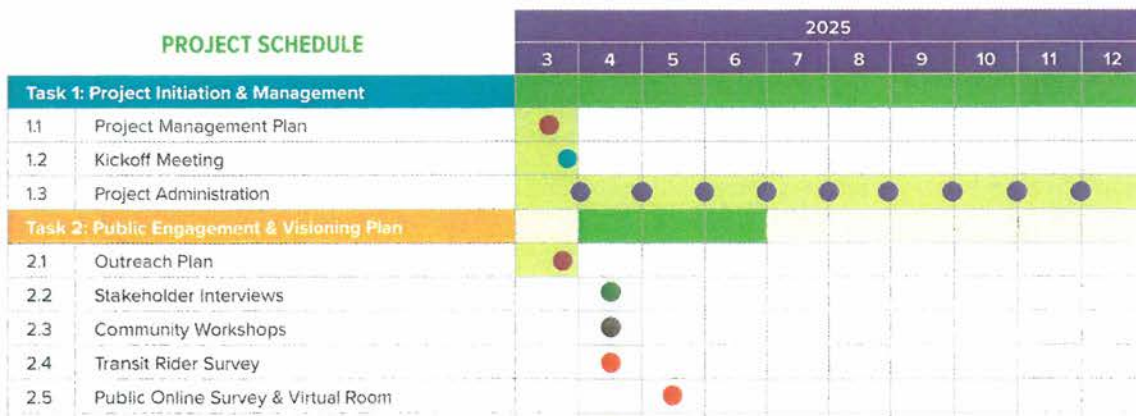 PROJECT SCHEDULE
2025
3 4 5 6 7 8 9 10 11 12
Task 1: Project Initiation & Management
1.1 Project Management Plan
1.2 Kickoff Meeting
1.3 Project Administration
Task 2: Public Engagement & Visioning Plan
2.1 Outreach Plan
2.2 Stakeholder Interviews
2.3 Community Workshops
2.4 Transit Rider Survey
2.5 Public Online Survey & Virtual Room